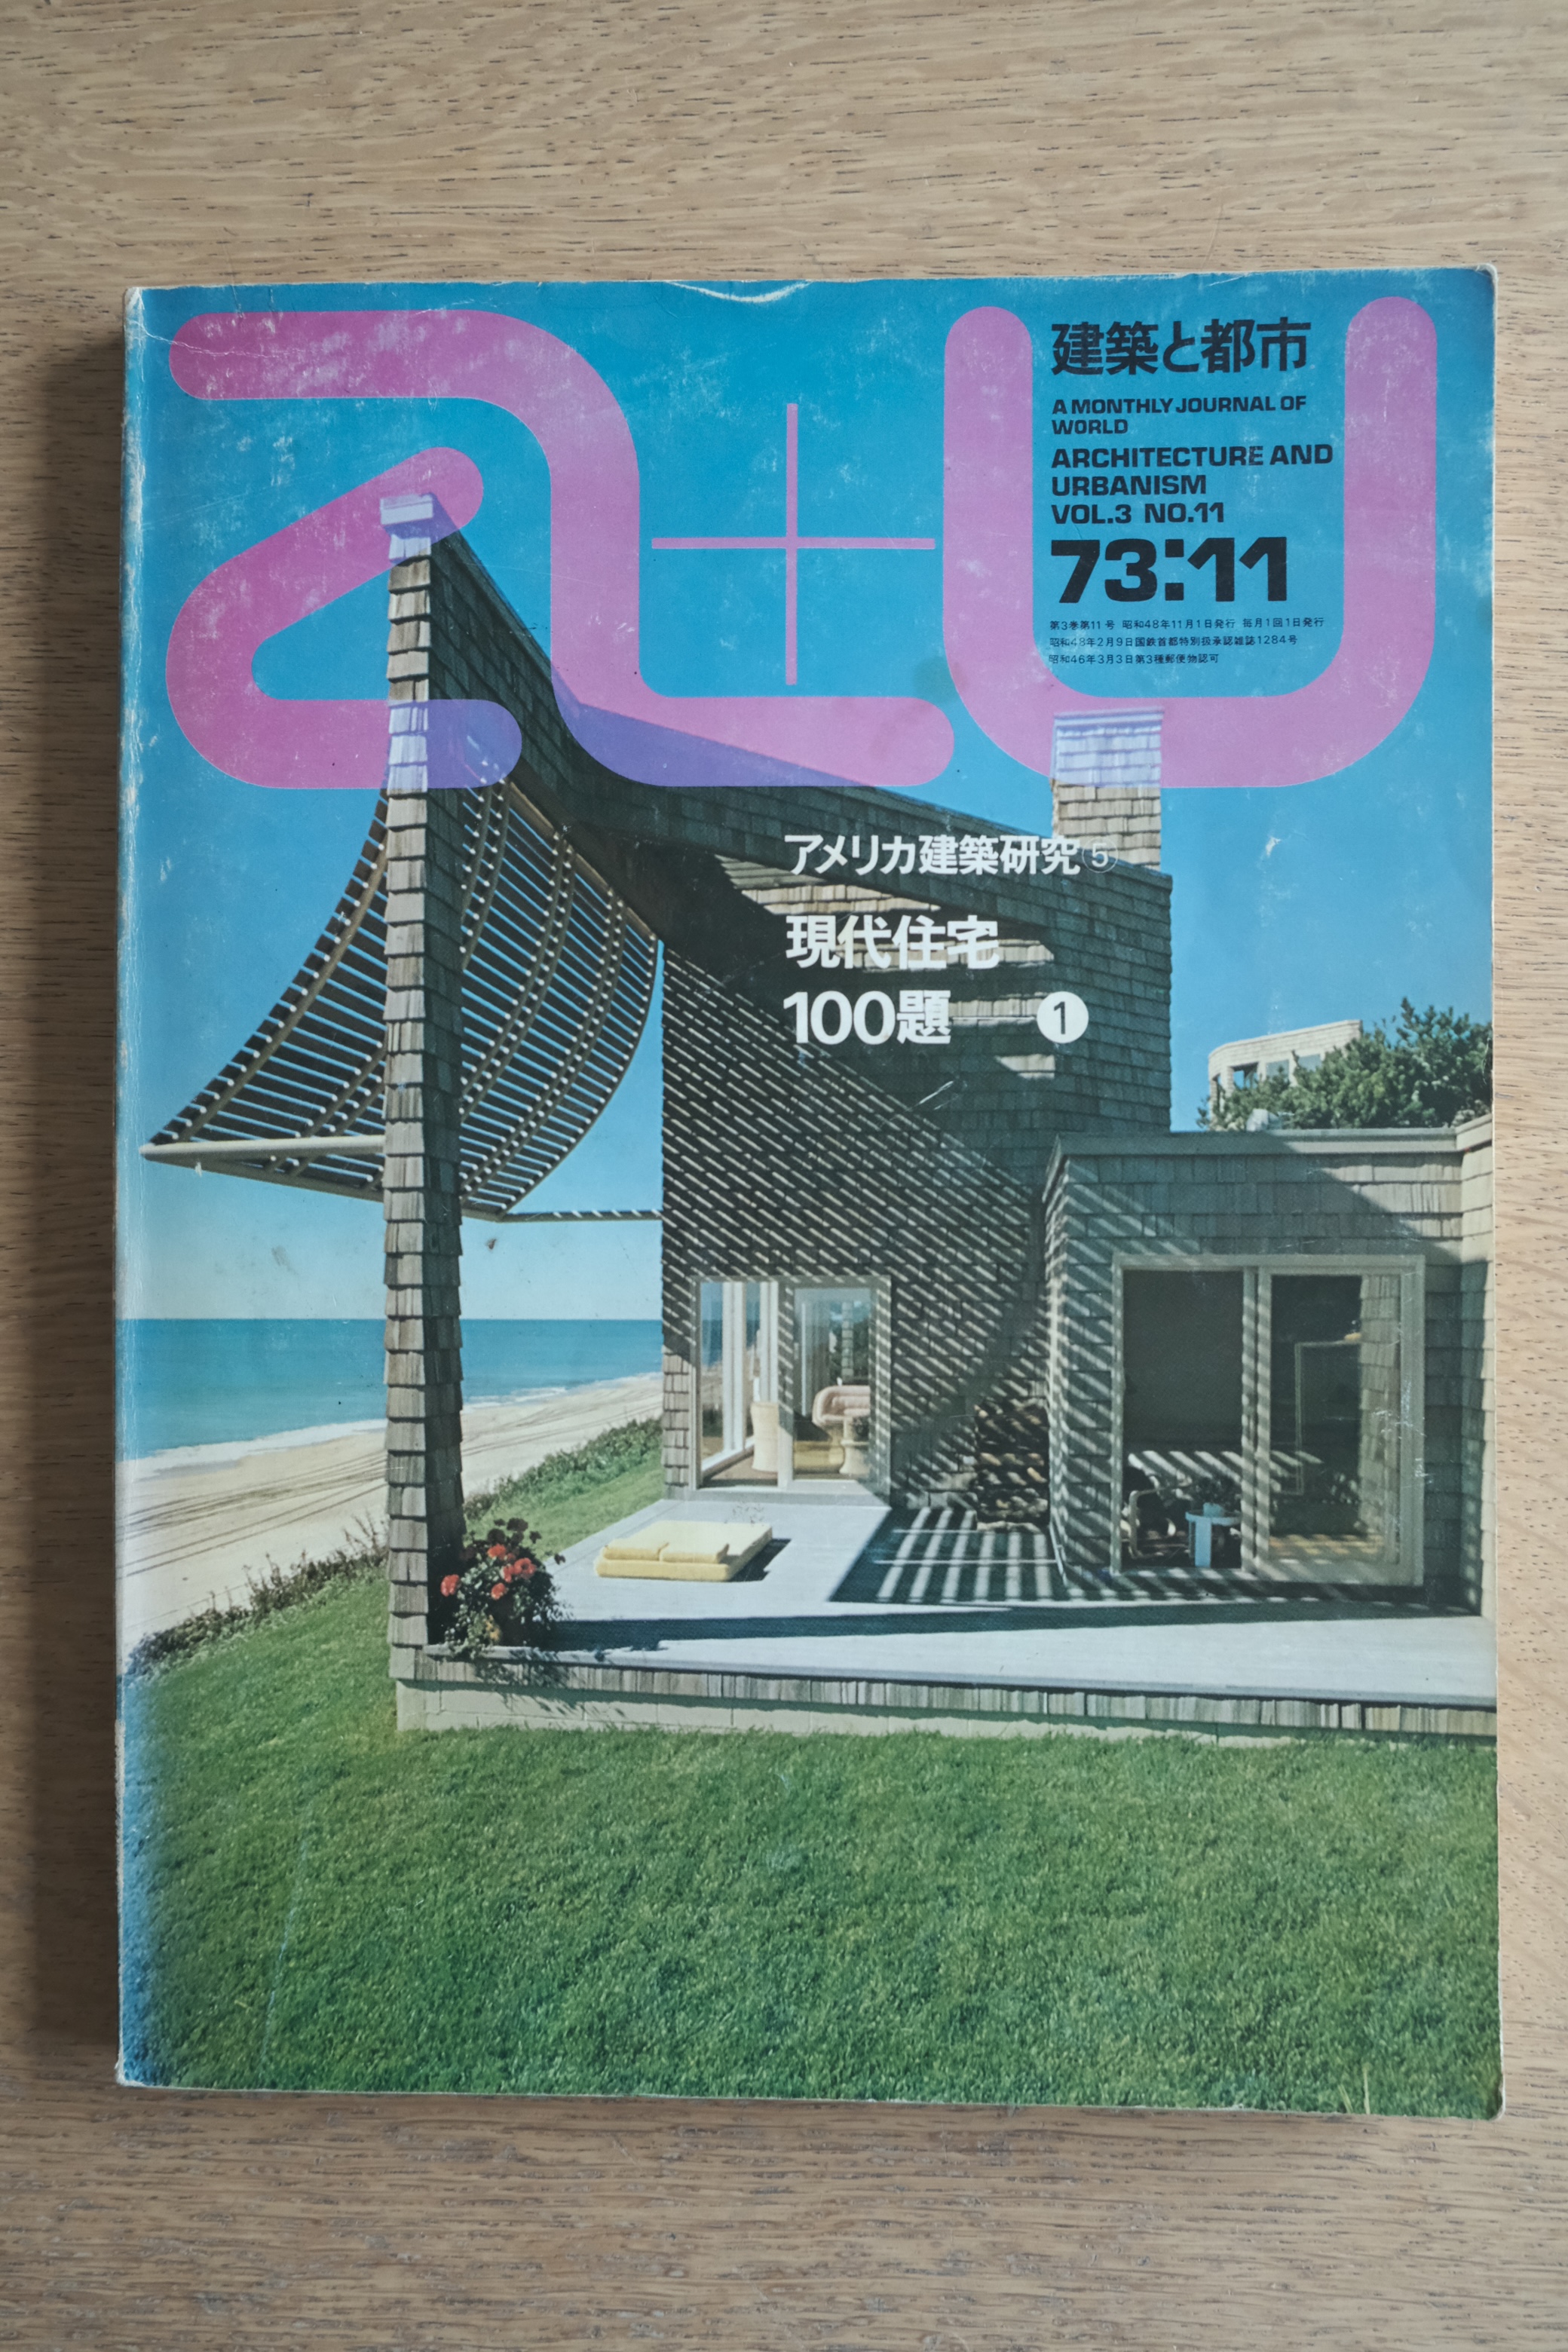 a+u
建築と都市
A MONTHLY JOURNAL OF
WORLD
ARCHITECTURE AND
URBANISM
VOL.3 NO.11
73:11
第3巻第11号 昭和48年11月1日発行 毎月1回1日発行
昭和48年2月9日国鉄首都特別扱承認雑誌1284号
昭和46年3月3日第3種郵便物認可
アメリカ建築研究⑤
現代住宅
100題 ❶